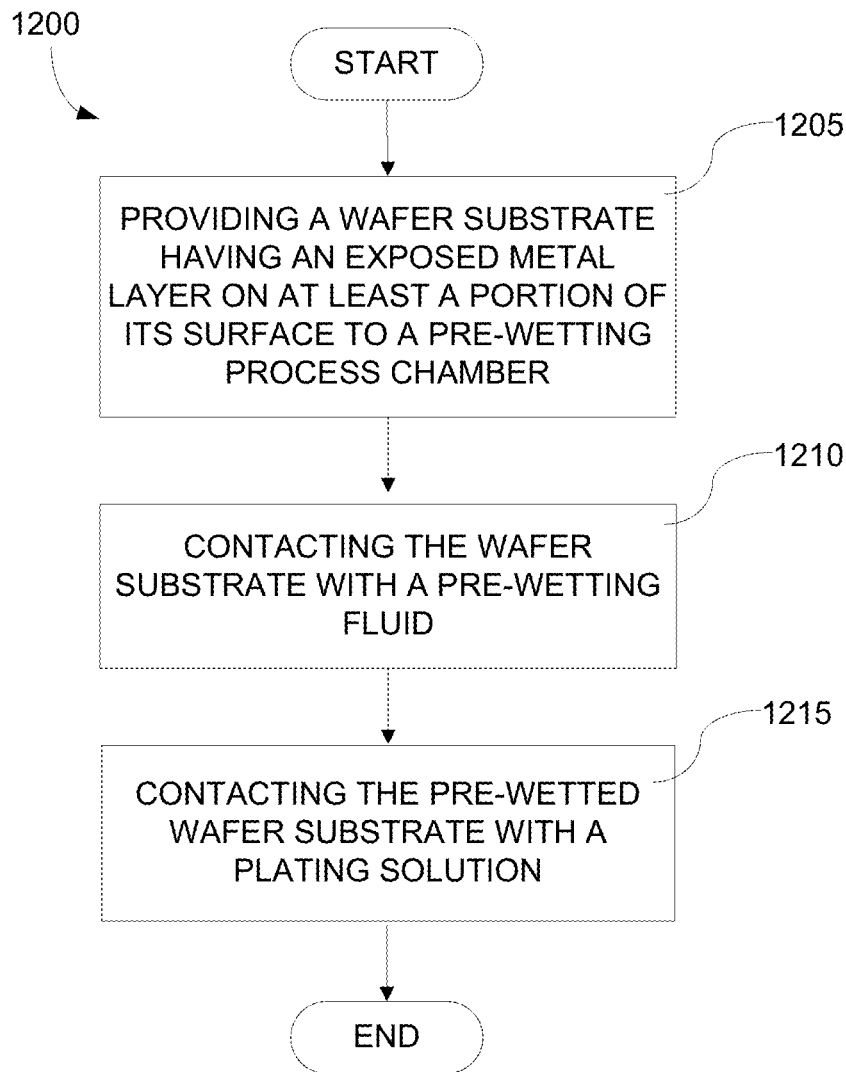 1200
START
1205
PROVIDING A WAFER SUBSTRATE
HAVING AN EXPOSED METAL
LAYER ON AT LEAST A PORTION OF
ITS SURFACE TO A PRE-WETTING
PROCESS CHAMBER
1210
CONTACTING THE WAFER
SUBSTRATE WITH A PRE-WETTING
FLUID
1215
CONTACTING THE PRE-WETTED
WAFER SUBSTRATE WITH A
PLATING SOLUTION
END